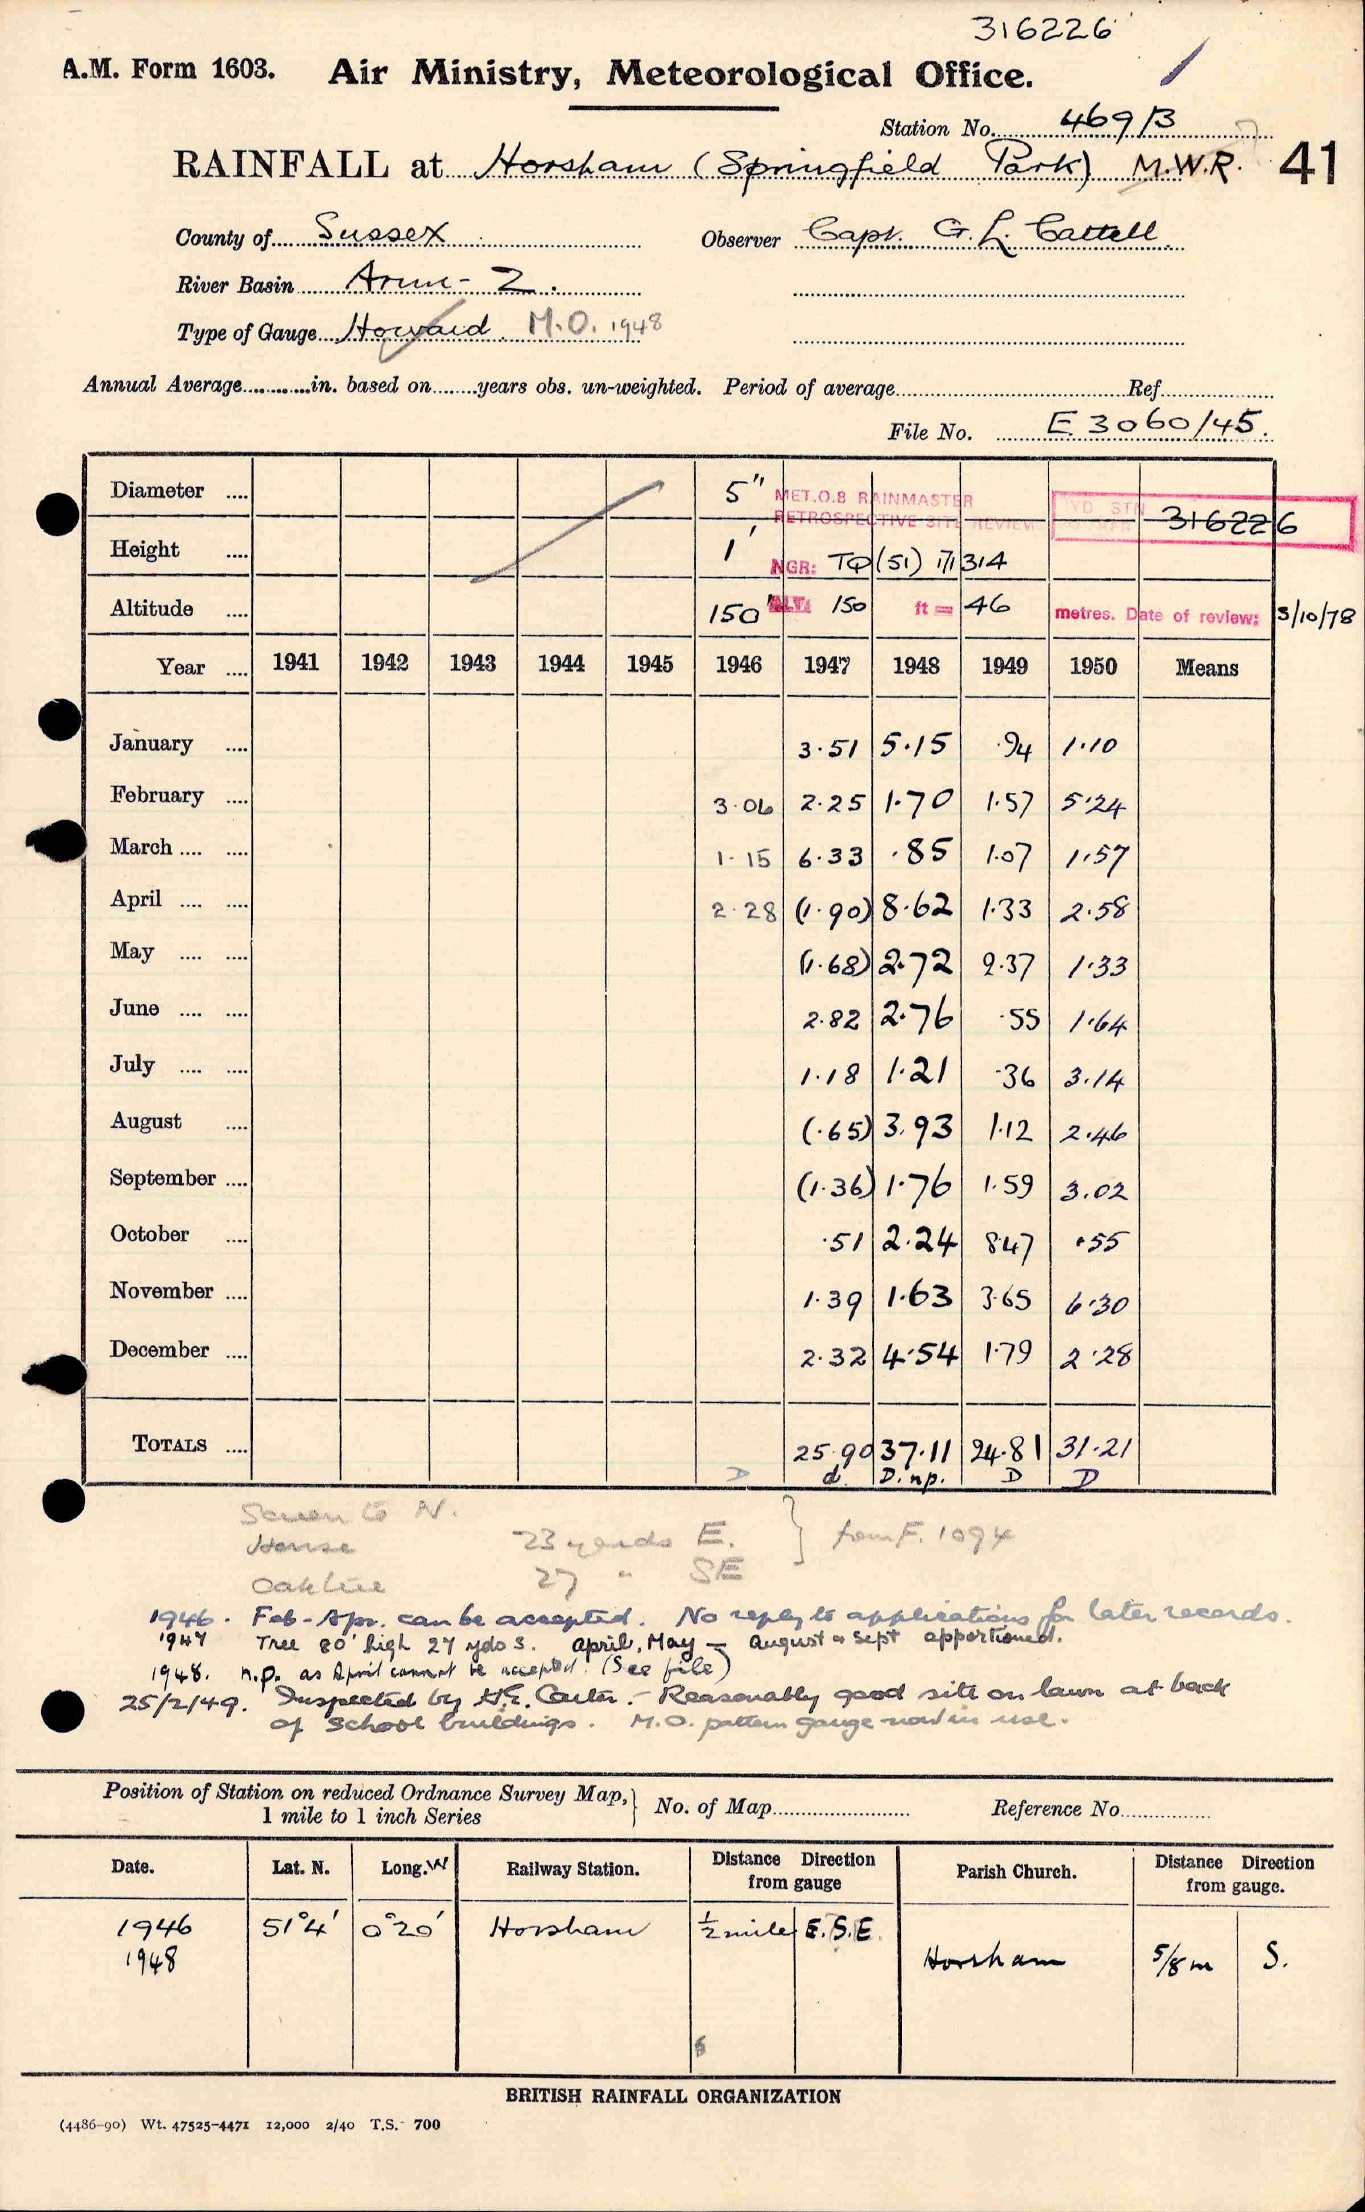 316226
A.M. Form 1603. Air Ministry, Meteorological Office.
Station No. 469/3
RAINFALL at Horsham (Springfield Park) M.W.R. 41
County of Sussex Observer Capt. G. L. Cattell
River Basin Arun - Z.
Type of Gauge Howard. M.O. 1948
Annual Average............in. based on.......years obs. un-weighted. Period of average............Ref............
File No. E 3060/45.
Diameter .... 5" MET.O.8 RAINMASTER
RETROSPECTIVE SITE REVIEW STN 316226
Height .... 1' NGR: TQ (51) 171314
Altitude .... 150' ALT: 150 ft = 46 metres. Date of review: 3/10/78
Year .... 1941 1942 1943 1944 1945 1946 1947 1948 1949 1950 Means
January .... 3.51 5.15 .94 1.10
February .... 3.06 2.25 1.70 1.57 5.24
March .... .... 1.15 6.33 .85 1.07 1.57
April .... .... 2.28 (1.90) 8.62 1.33 2.58
May .... .... (1.68) 2.72 2.37 1.33
June .... .... 2.82 2.76 .55 1.64
July .... .... 1.18 1.21 .36 3.14
August .... (.65) 3.93 1.12 2.46
September .... (1.36) 1.76 1.59 3.02
October .... .51 2.24 8.47 .55
November .... 1.39 1.63 3.65 6.30
December .... 2.32 4.54 1.79 2.28
TOTALS .... 25.90 37.11 24.81 31.21
D d. D. np. D D
Screen to N.
House 23 yards E. } from F. 1094
Oak tree 27 " SE
1946. Feb-Apr. can be accepted. No reply to applications for later records.
1947 Tree 80' high 27 yds S. April, May - August & Sept apportioned.
1948. n.p. as April cannot be accepted. (See file)
25/2/49. Inspected by H.E. Carter. - Reasonably good site on lawn at back
of School buildings. M.O. pattern gauge now in use.
Position of Station on reduced Ordnance Survey Map, } No. of Map............ Reference No............
1 mile to 1 inch Series
Date. Lat. N. Long. W Railway Station. Distance Direction from gauge Parish Church. Distance Direction from gauge.
1946 51°4' 0°20' Horsham 1/2 mile E.S.E.
1948 Horsham 5/8 m S.
BRITISH RAINFALL ORGANIZATION
(4486-90) Wt. 47525-4471 12,000 2/40 T.S. 700